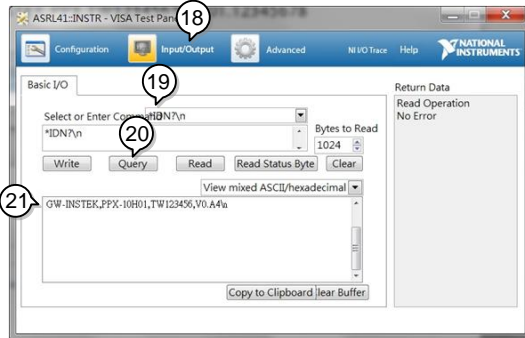 ASRL41::INSTR - VISA Test Pan
18
Configuration
Input/Output
Advanced
NI I/O Trace
Help
NATIONAL
INSTRUMENTS
Basic I/O
19
Select or Enter Command
*IDN?\n
*IDN?\n
20
Bytes to Read
1024
Write
Query
Read
Read Status Byte
Clear
View mixed ASCII/hexadecimal
21
GW-INSTEK,PPX-10H01,TW123456,V0.A4\n
Copy to Clipboard
lear Buffer
Return Data
Read Operation
No Error